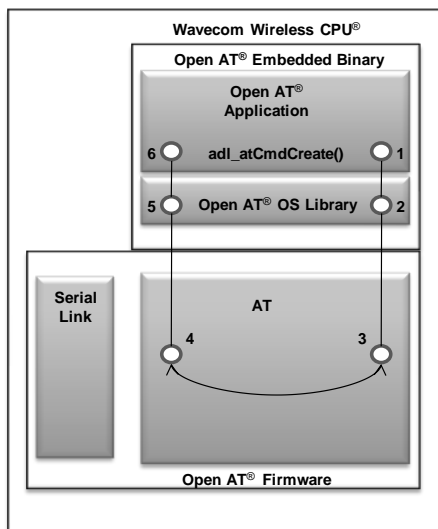 Wavecom Wireless CPU®
Open AT® Embedded Binary
Open AT®
Application
6 adl_atCmdCreate() 1
5 Open AT® OS Library 2
Serial
Link
AT
4 3
Open AT® Firmware